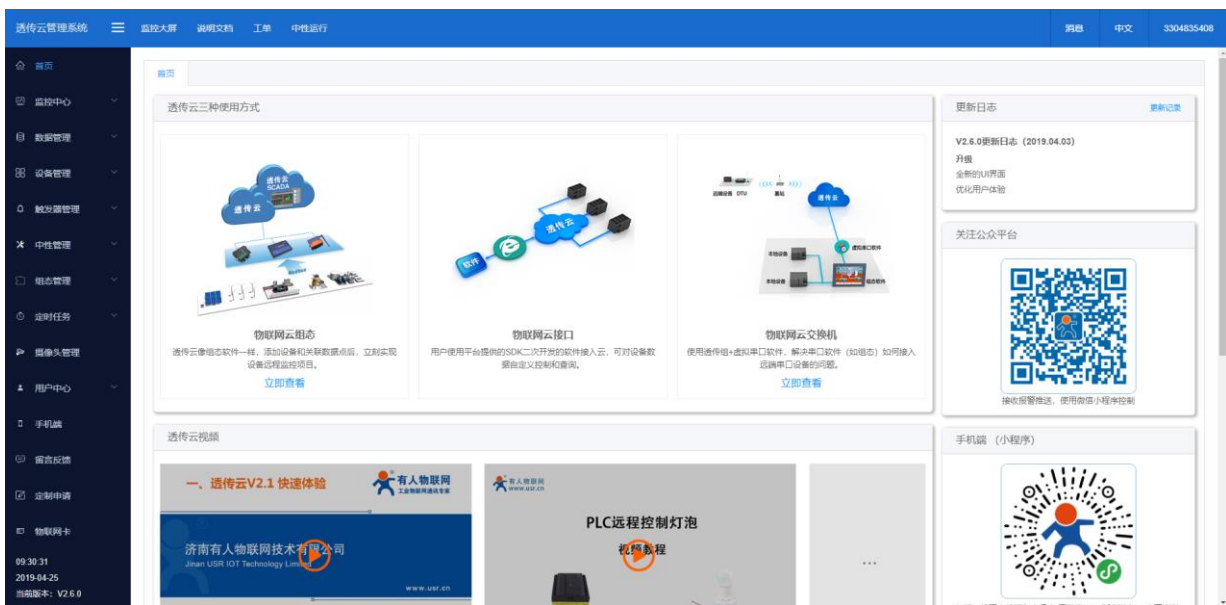 透传云管理系统
监控大屏 说明文档 工单 中性运行
消息 中文 3304835408
首页
监控中心
数据管理
设备管理
触发器管理
中性管理
组态管理
定时任务
摄像头管理
用户中心
手机端
留言反馈
定制申请
物联网卡
09:30:31
2019-04-25
当前版本：V2.6.0
首页
透传云三种使用方式
透传云
SCADA
透传云
Modbus
物联网云组态
透传云像组态软件一样，添加设备和关联数据点后，立刻实现
设备远程监控项目。
立即查看
透传云
软件
物联网云接口
用户使用平台提供的SDK二次开发的软件接入云，可对设备数
据自定义控制和查询。
远端设备 DTU 基站
透传云
本地设备
虚拟串口软件
本地设备
组态软件
物联网云交换机
使用透传组+虚拟串口软件，解决串口软件（如组态）如何接入
远端串口设备的问题。
立即查看
透传云视频
一、透传云V2.1 快速体验
有人物联网
工业物联网通讯专家
济南有人物联网技术有限公司
Jinan USR IOT Technology Limited
www.usr.cn
有人物联网
www.usr.cn
PLC远程控制灯泡
视频教程
...
更新日志 更新记录
V2.6.0更新日志（2019.04.03）
升级
全新的UI界面
优化用户体验
关注公众平台
接收报警推送，使用微信小程序控制
手机端 （小程序）